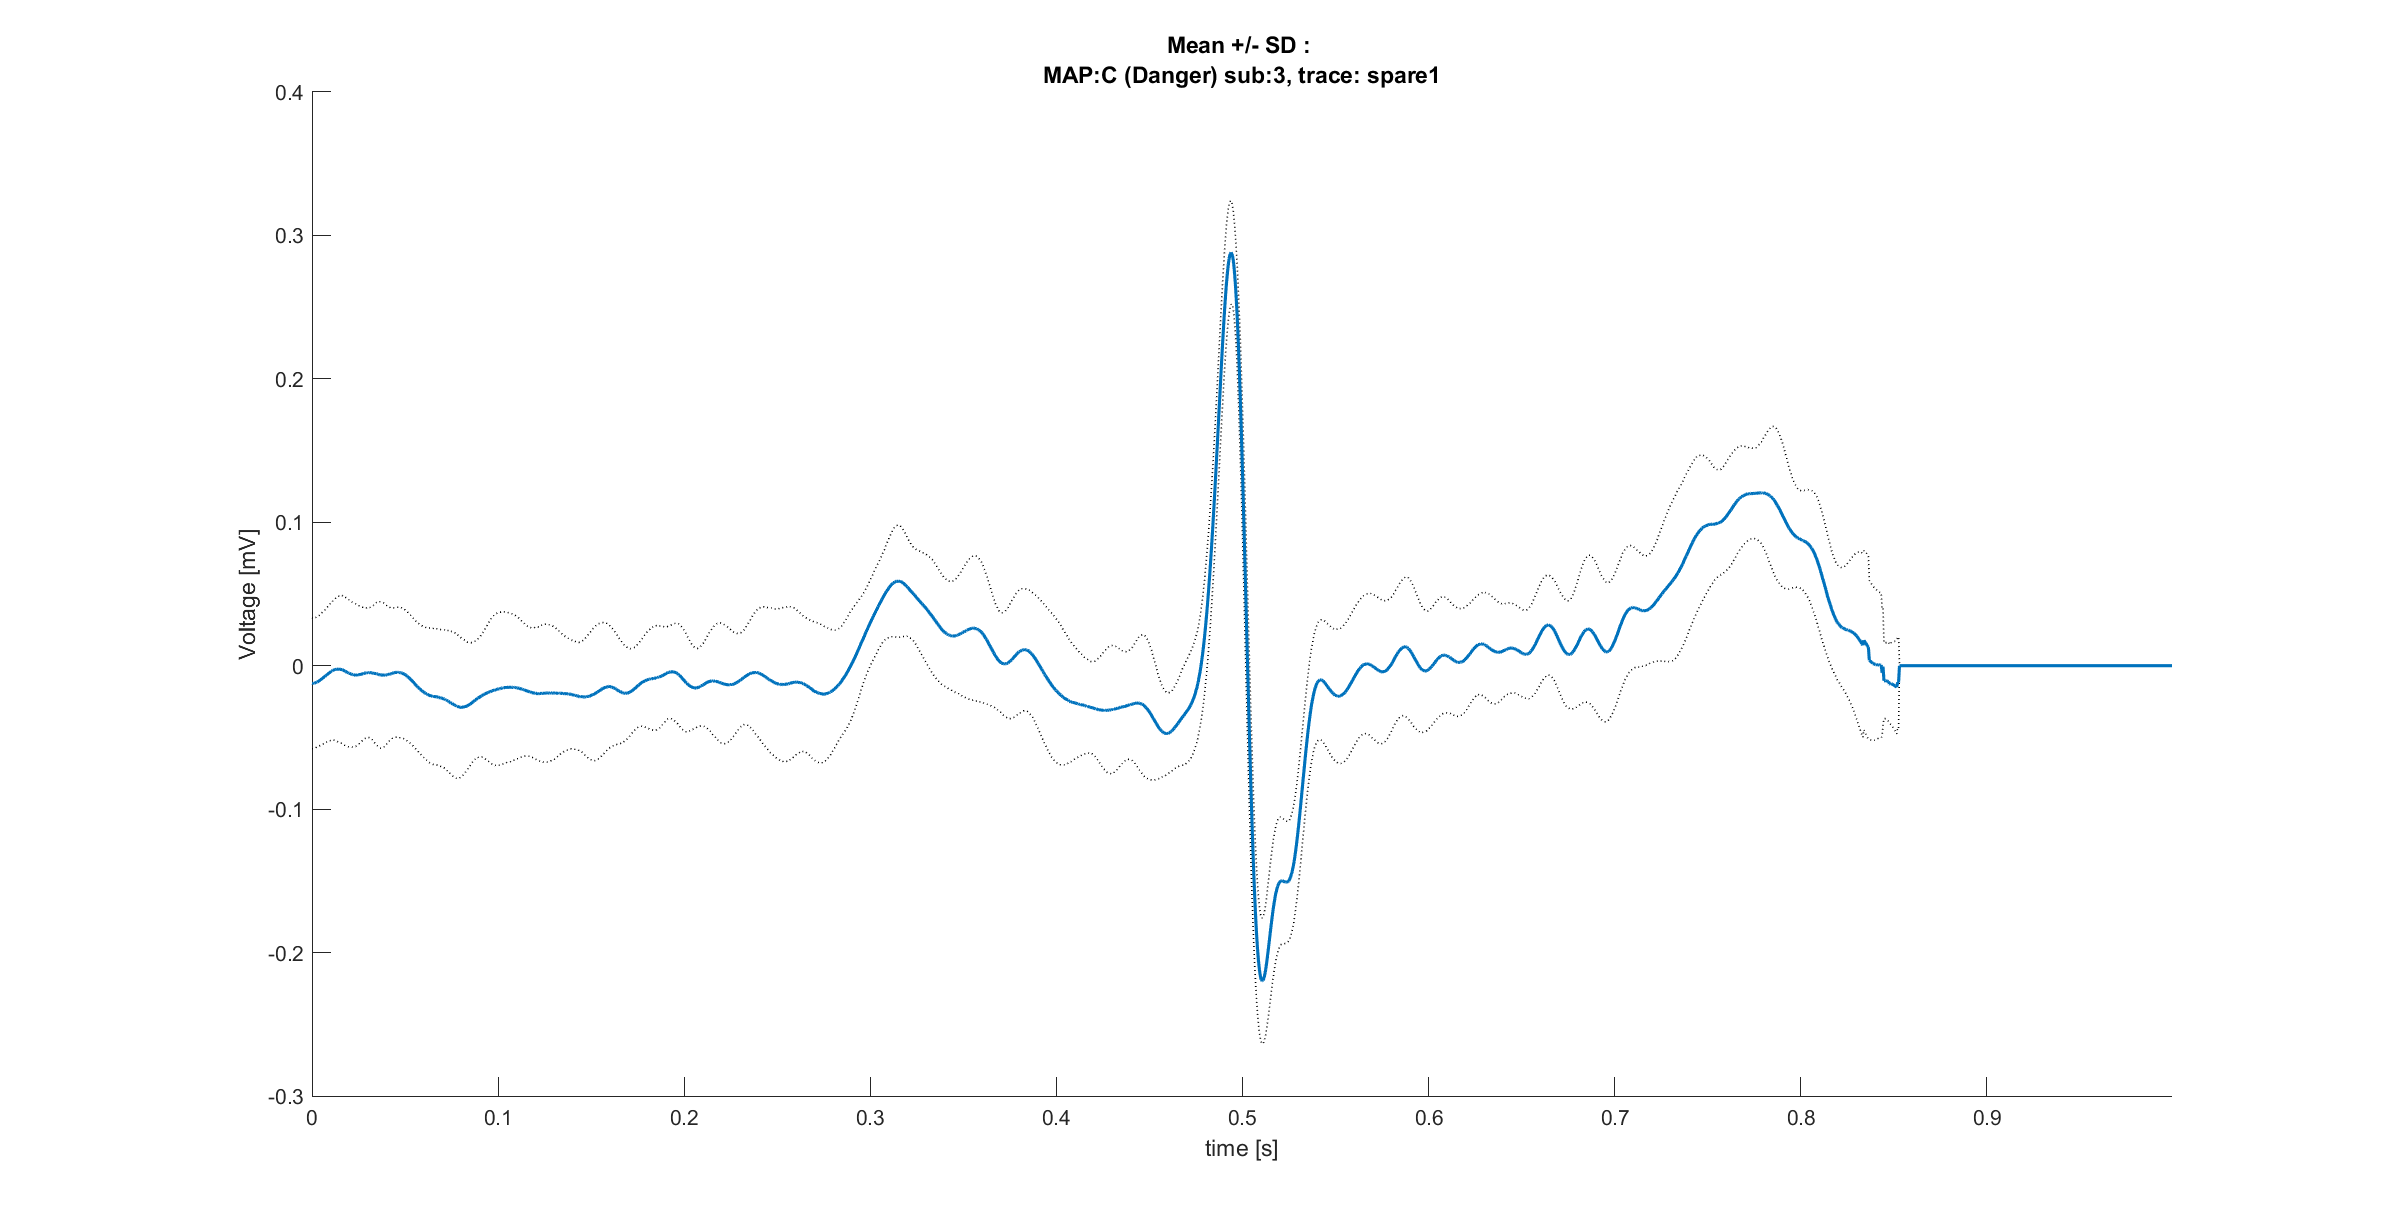 Mean +/- SD :
MAP:C (Danger) sub:3, trace: spare1
0.4
0.3
0.2
0.1
0
-0.1
-0.2
-0.3
Voltage [mV]
0 0.1 0.2 0.3 0.4 0.5 0.6 0.7 0.8 0.9
time [s]